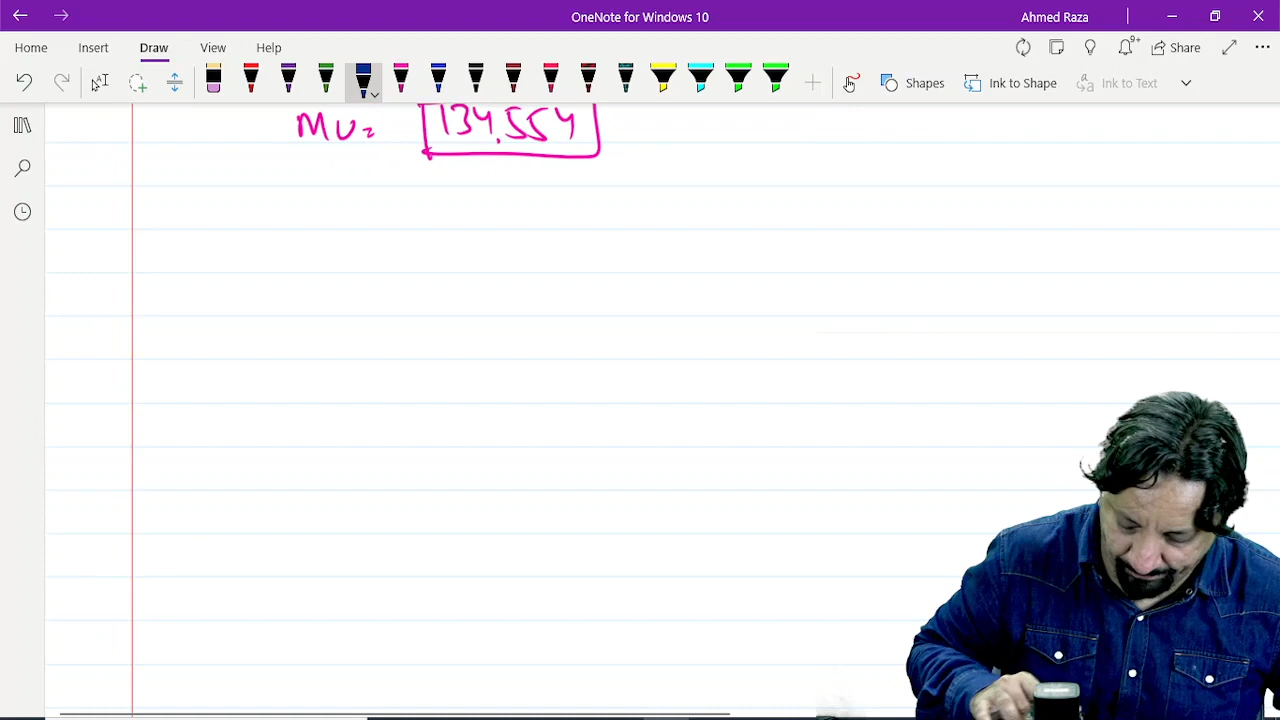 OneNote for Windows 10
Ahmed Raza
Home Insert Draw View Help
Share
Shapes Ink to Shape Ink to Text
MU= 134.554